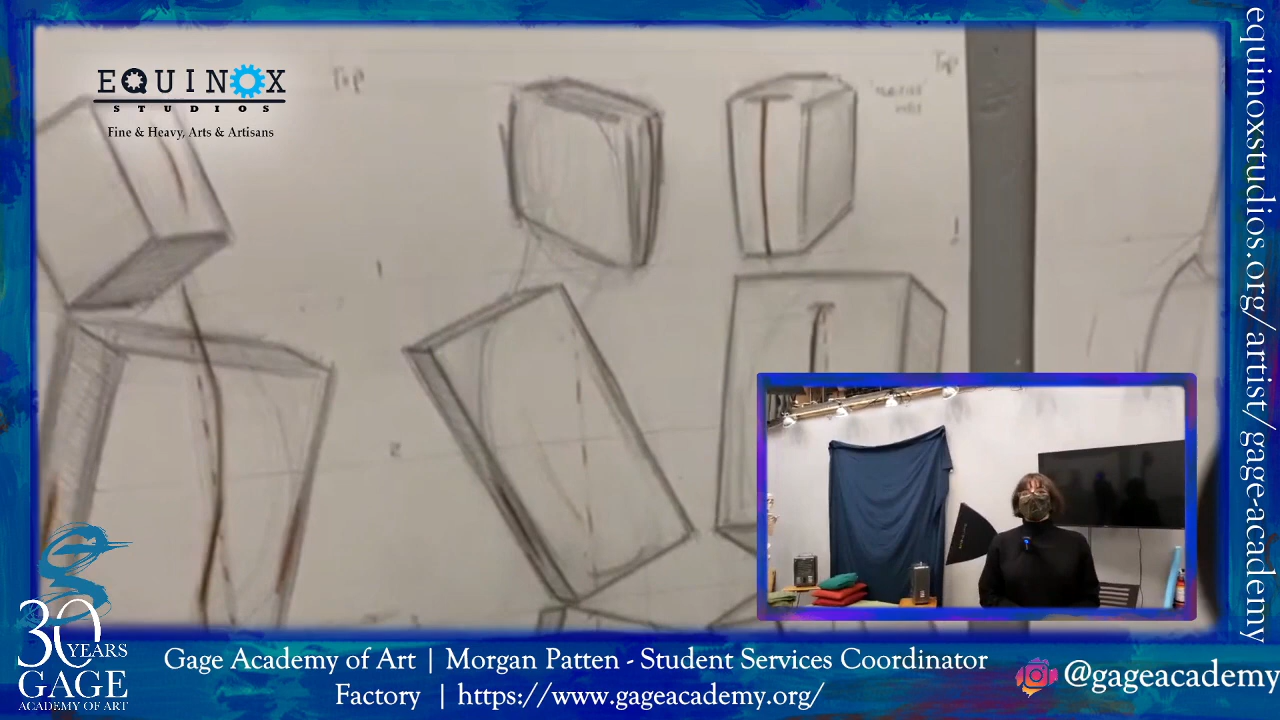 EQUINOX
STUDIOS
Fine & Heavy, Arts & Artisans
Top
Top
equinoxstudios.org/artist/gage-academy
30 YEARS
GAGE
ACADEMY OF ART
Gage Academy of Art | Morgan Patten - Student Services Coordinator
Factory | https://www.gageacademy.org/
@gageacademy